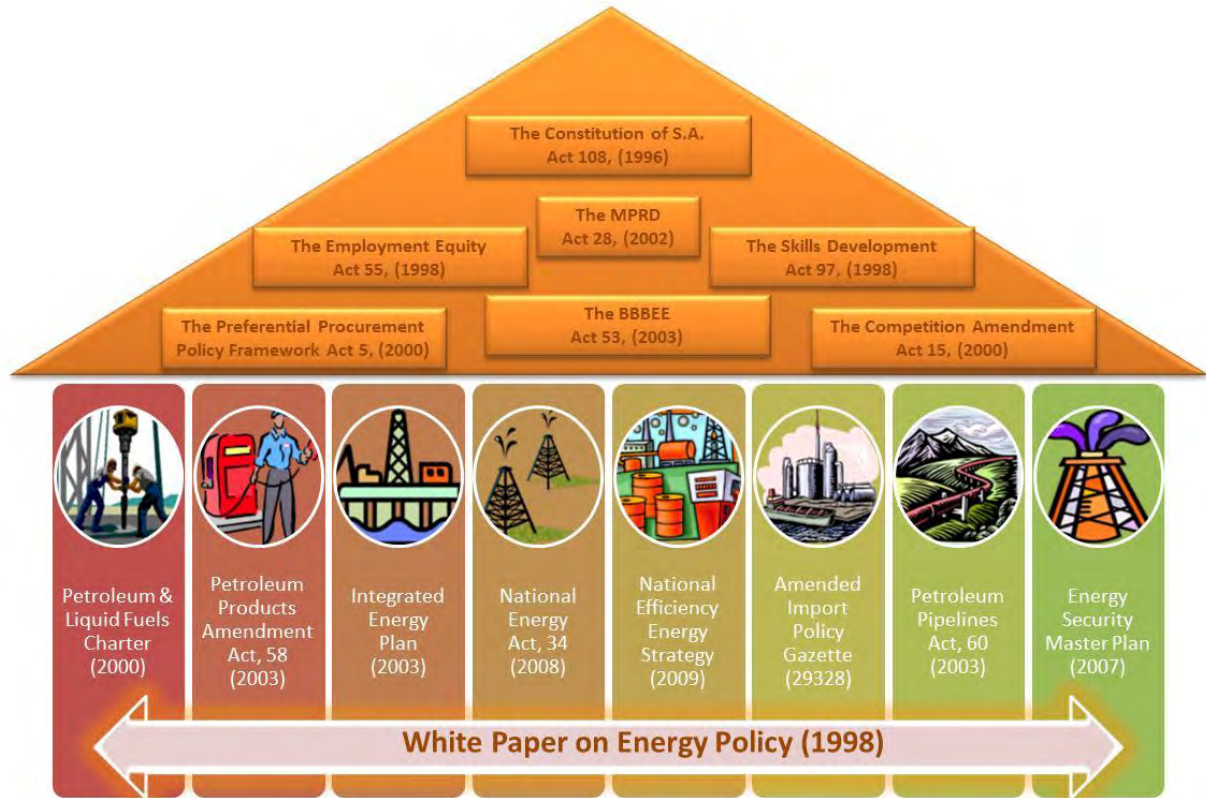 The Constitution of S.A.
Act 108, (1996)
The MPRD
Act 28, (2002)
The Employment Equity
Act 55, (1998)
The Skills Development
Act 97, (1998)
The Preferential Procurement
Policy Framework Act 5, (2000)
The BBBEE
Act 53, (2003)
The Competition Amendment
Act 15, (2000)
Petroleum &
Liquid Fuels
Charter
(2000)
Petroleum
Products
Amendment
Act, 58
(2003)
Integrated
Energy
Plan
(2003)
National
Energy
Act, 34
(2008)
National
Efficiency
Energy
Strategy
(2009)
Amended
Import
Policy
Gazette
(29328)
Petroleum
Pipelines
Act, 60
(2003)
Energy
Security
Master Plan
(2007)
White Paper on Energy Policy (1998)